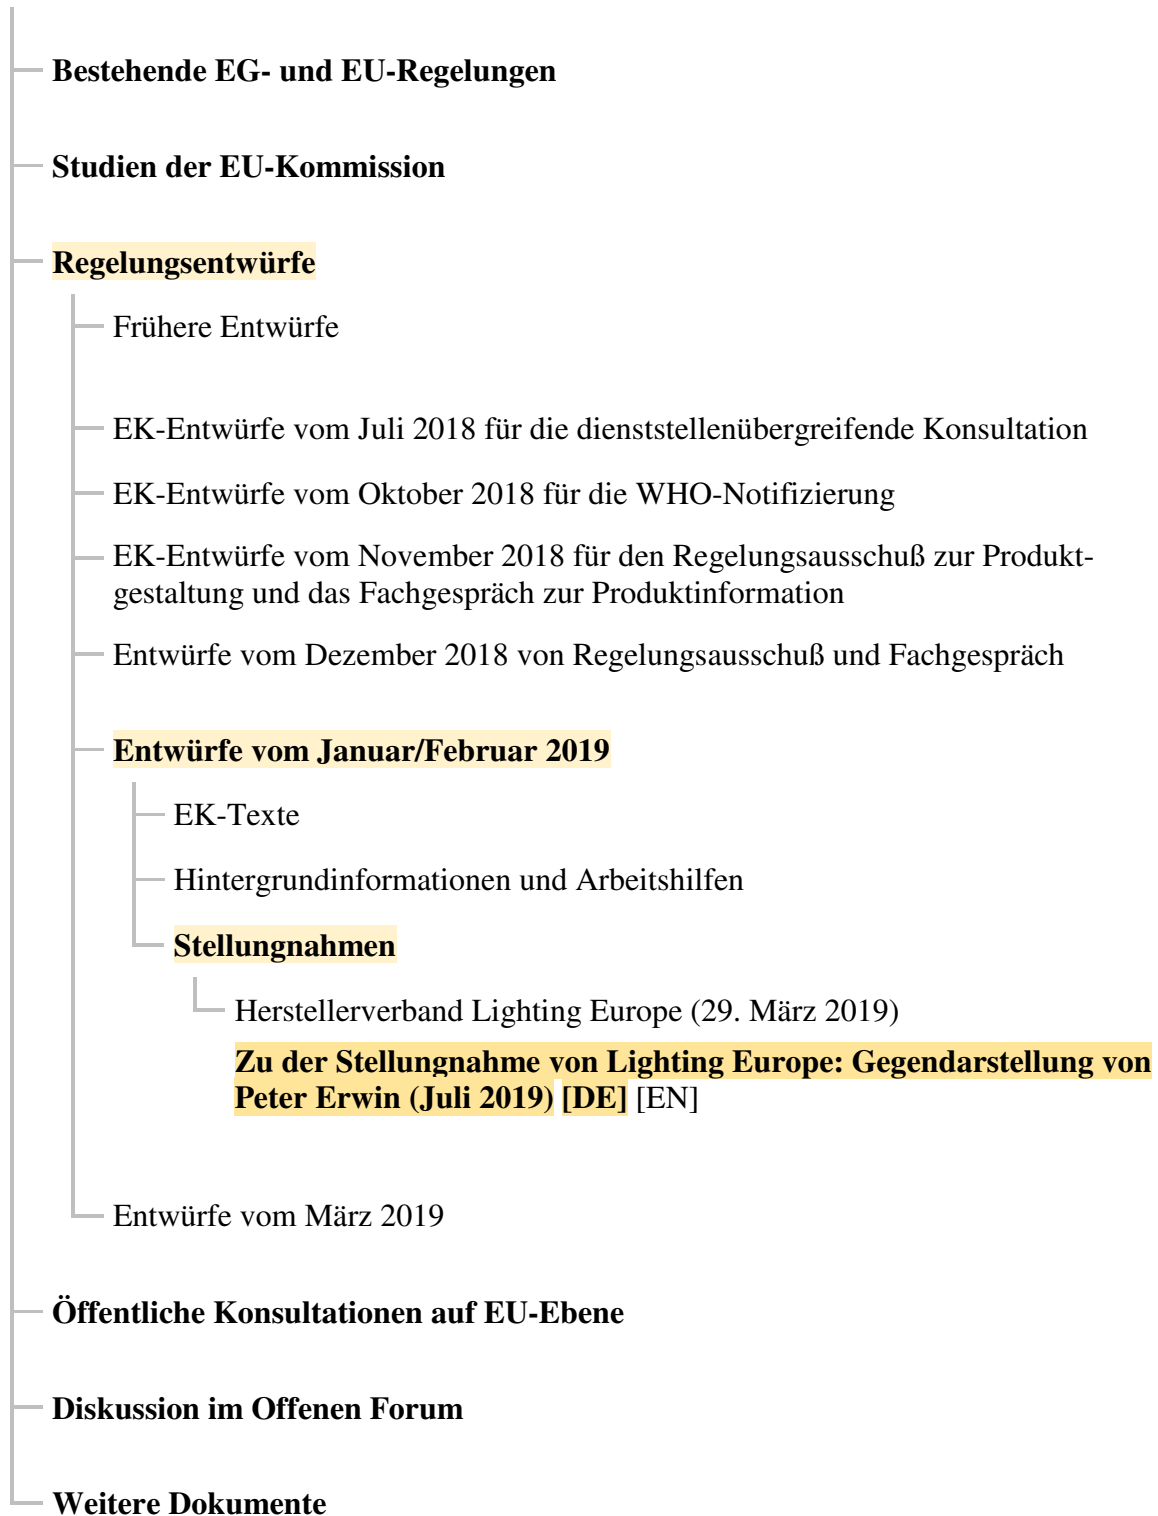 Bestehende EG- und EU-Regelungen
Studien der EU-Kommission
Regelungsentwürfe
Frühere Entwürfe
EK-Entwürfe vom Juli 2018 für die dienststellenübergreifende Konsultation
EK-Entwürfe vom Oktober 2018 für die WHO-Notifizierung
EK-Entwürfe vom November 2018 für den Regelungsausschuß zur Produkt-
gestaltung und das Fachgespräch zur Produktinformation
Entwürfe vom Dezember 2018 von Regelungsausschuß und Fachgespräch
Entwürfe vom Januar/Februar 2019
EK-Texte
Hintergrundinformationen und Arbeitshilfen
Stellungnahmen
Herstellerverband Lighting Europe (29. März 2019)
Zu der Stellungnahme von Lighting Europe: Gegendarstellung von
Peter Erwin (Juli 2019) [DE] [EN]
Entwürfe vom März 2019
Öffentliche Konsultationen auf EU-Ebene
Diskussion im Offenen Forum
Weitere Dokumente